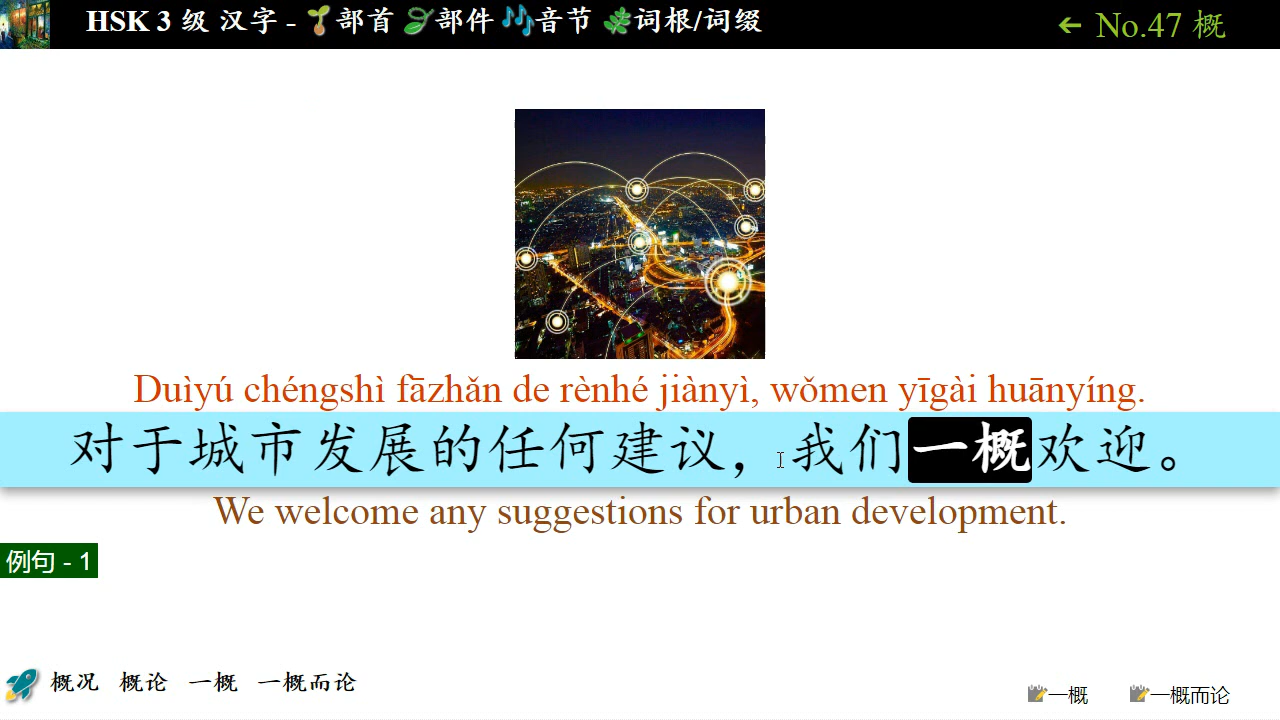 HSK 3 级 汉字 - 部首 部件 音节 词根/词缀
← No.47 概
Duìyú chéngshì fāzhǎn de rènhé jiànyì, wǒmen yīgài huānyíng.
对于城市发展的任何建议，我们一概欢迎。
We welcome any suggestions for urban development.
例句 - 1
概况 概论 一概 一概而论
一概 一概而论